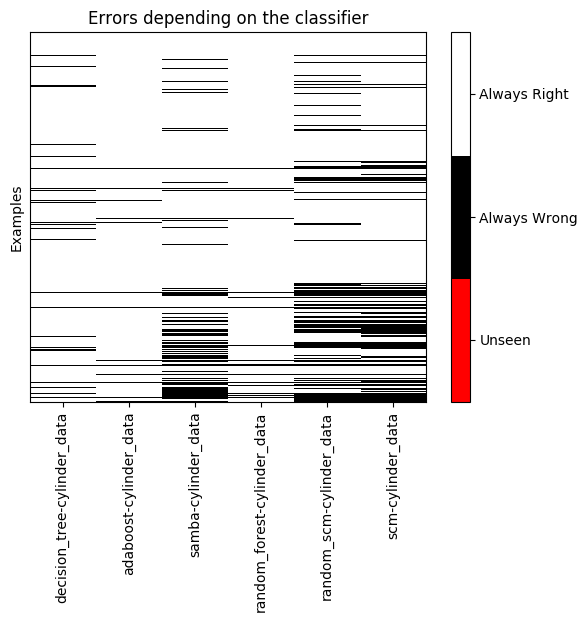 Errors depending on the classifier
Examples
Always Right
Always Wrong
Unseen
decision_tree-cylinder_data
adaboost-cylinder_data
samba-cylinder_data
random_forest-cylinder_data
random_scm-cylinder_data
scm-cylinder_data